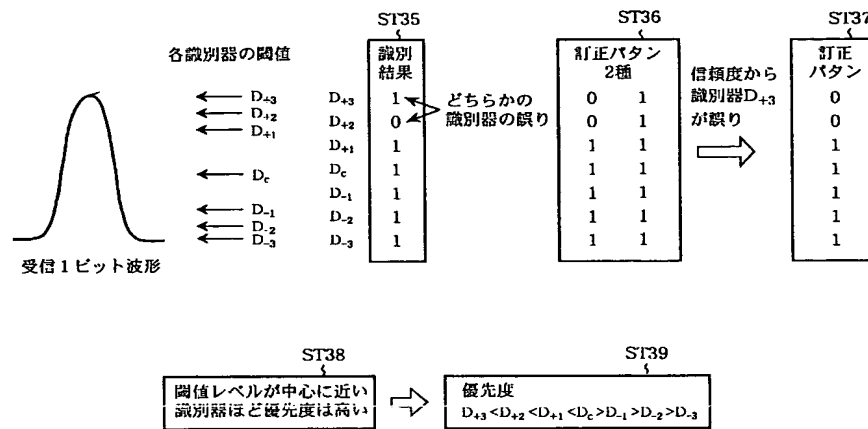 ST35
ST36
ST37
各識別器の閾値
識別
結果
訂正パタン
2種
信頼度から
識別器D+3
が誤り
訂正
パタン
D+3
D+2
D+1
Dc
D-1
D-2
D-3
D+3 1
D+2 0
D+1 1
Dc 1
D-1 1
D-2 1
D-3 1
どちらかの
識別器の誤り
0 1
0 1
1 1
1 1
1 1
1 1
1 1
0
0
1
1
1
1
1
受信1ビット波形
ST38
閾値レベルが中心に近い
識別器ほど優先度は高い
ST39
優先度
D+3<D+2<D+1<Dc>D-1>D-2>D-3